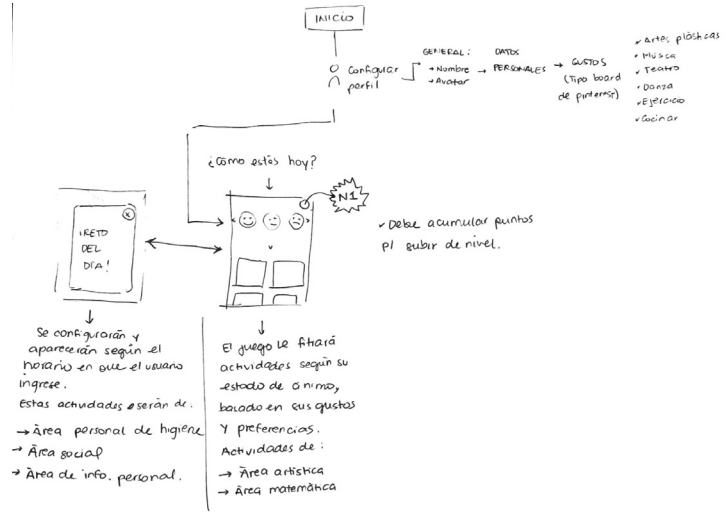 INICIO
Configurar
perfil
GENERAL:
→ Nombre
→ Avatar
→ DATOS
PERSONALES
→ GUSTOS
(Tipo board
de pinterest)
✓ Artes plásticas
✓ Música
✓ Teatro
✓ Danza
✓ Ejercicio
✓ Cocinar
¿Cómo estás hoy?
N1
✓ Debe acumular puntos
p/ subir de nivel.
¡RETO
DEL
DÍA!
x
Se configurarán y
aparecerán según el
horario en que el usuario
ingrese.
Estas actividades serán de:
→ Área personal de higiene
→ Área social
→ Área de info. personal.
El juego le filtrará
actividades según su
estado de ánimo,
basado en sus gustos
y preferencias.
Actividades de:
→ Área artística
→ Área matemática